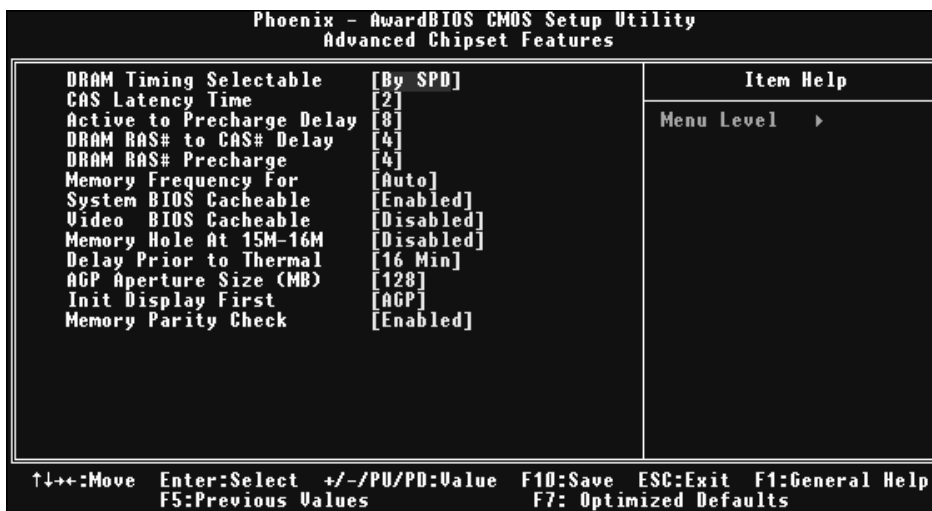 Phoenix - AwardBIOS CMOS Setup Utility
Advanced Chipset Features
DRAM Timing Selectable [By SPD]
CAS Latency Time [2]
Active to Precharge Delay [8]
DRAM RAS# to CAS# Delay [4]
DRAM RAS# Precharge [4]
Memory Frequency For [Auto]
System BIOS Cacheable [Enabled]
Video BIOS Cacheable [Disabled]
Memory Hole At 15M-16M [Disabled]
Delay Prior to Thermal [16 Min]
AGP Aperture Size (MB) [128]
Init Display First [AGP]
Memory Parity Check [Enabled]
Item Help
Menu Level ▸
↑↓→←:Move Enter:Select +/-/PU/PD:Value F10:Save ESC:Exit F1:General Help
F5:Previous Values F7: Optimized Defaults